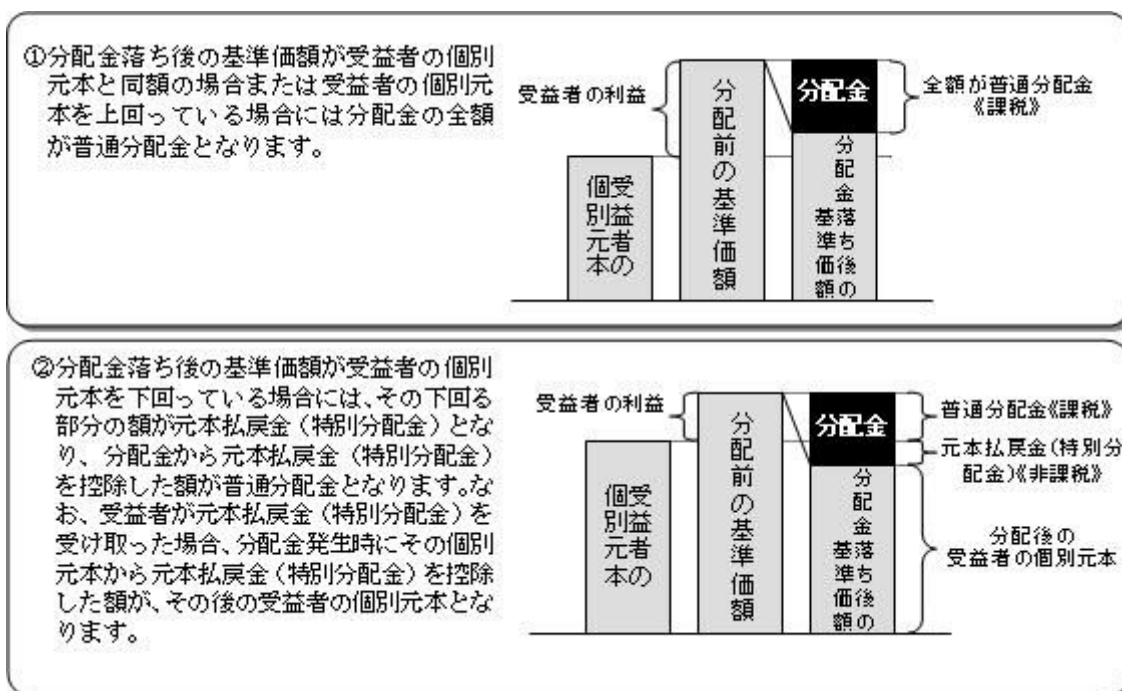 ①分配金落ち後の基準価額が受益者の個別
元本と同額の場合または受益者の個別元
本を上回っている場合には分配金の全額
が普通分配金となります。
受益者の利益
受益者の
個別元本
分配前の基準価額
分配金
分配金落ち後の
基準価額
全額が普通分配金
《課税》
②分配金落ち後の基準価額が受益者の個別
元本を下回っている場合には、その下回る
部分の額が元本払戻金（特別分配金）とな
り、分配金から元本払戻金（特別分配金）
を控除した額が普通分配金となります。な
お、受益者が元本払戻金（特別分配金）を
受け取った場合、分配金発生時にその個別
元本から元本払戻金（特別分配金）を控除
した額が、その後の受益者の個別元本とな
ります。
受益者の利益
受益者の
個別元本
分配前の基準価額
分配金
分配金落ち後の
基準価額
普通分配金《課税》
元本払戻金（特別分
配金）《非課税》
分配後の
受益者の個別元本